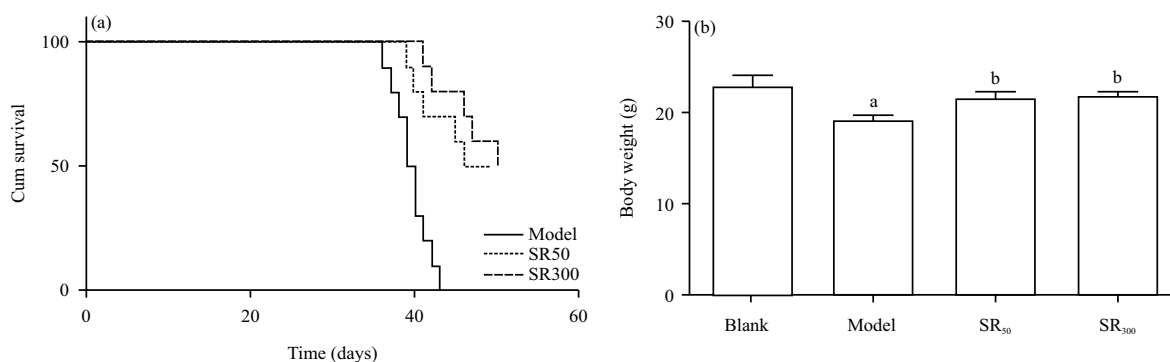 (a)
100
50
0
Cum survival
0 20 40 60
Time (days)
Model
SR50
SR300
(b)
30
20
10
0
Body weight (g)
a
b
b
Blank Model SR50 SR300